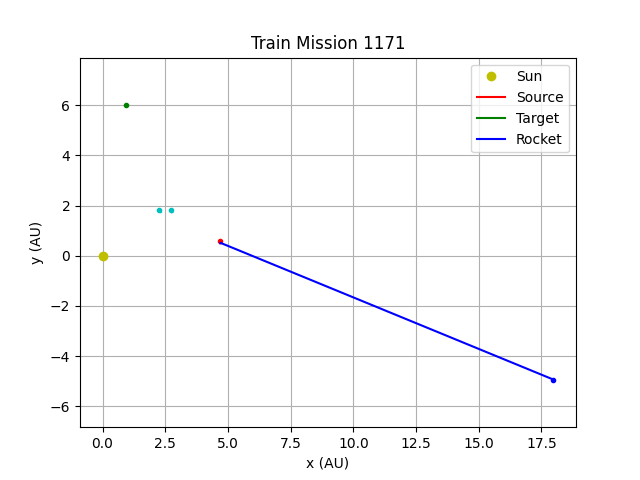 Train Mission 1171
Sun
Source
Target
Rocket
y (AU)
6
4
2
0
−2
−4
−6
0.0 2.5 5.0 7.5 10.0 12.5 15.0 17.5
x (AU)